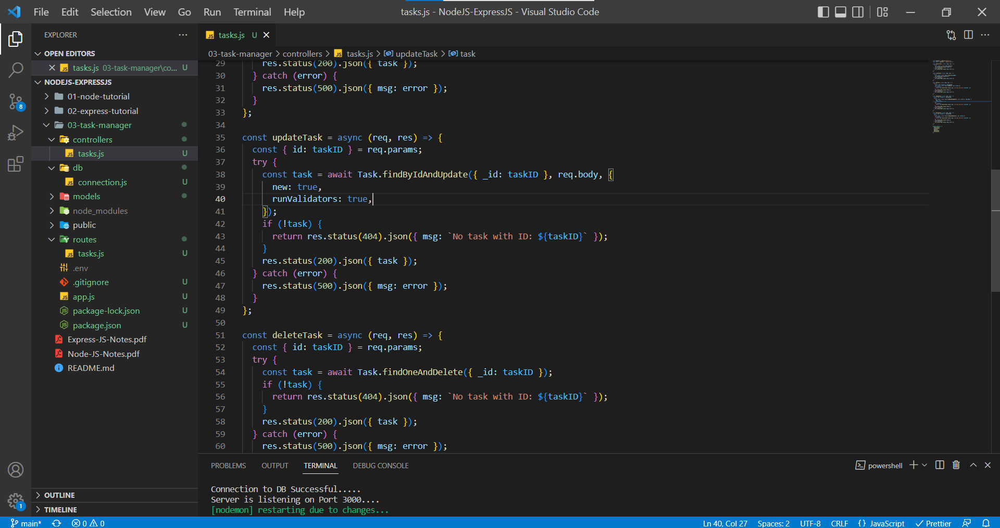 File Edit Selection View Go Run Terminal Help
tasks.js - NodeJS-ExpressJS - Visual Studio Code
EXPLORER
OPEN EDITORS
tasks.js 03-task-manager\co... U
NODEJS-EXPRESSJS
01-node-tutorial
02-express-tutorial
03-task-manager
controllers
tasks.js U
db
connection.js U
models
node_modules
public
routes
tasks.js U
.env
.gitignore U
app.js U
package-lock.json U
package.json U
Express-JS-Notes.pdf
Node-JS-Notes.pdf
README.md
OUTLINE
TIMELINE
8
1
tasks.js U
03-task-manager > controllers > tasks.js > updateTask > task
29 res.status(200).json({ task });
30 } catch (error) {
31 res.status(500).json({ msg: error });
32 }
33 };
34
35 const updateTask = async (req, res) => {
36 const { id: taskID } = req.params;
37 try {
38 const task = await Task.findByIdAndUpdate({ _id: taskID }, req.body, {
39 new: true,
40 runValidators: true,
41 });
42 if (!task) {
43 return res.status(404).json({ msg: `No task with ID: ${taskID}` });
44 }
45 res.status(200).json({ task });
46 } catch (error) {
47 res.status(500).json({ msg: error });
48 }
49 };
50
51 const deleteTask = async (req, res) => {
52 const { id: taskID } = req.params;
53 try {
54 const task = await Task.findOneAndDelete({ _id: taskID });
55 if (!task) {
56 return res.status(404).json({ msg: `No task with ID: ${taskID}` });
57 }
58 res.status(200).json({ task });
59 } catch (error) {
60 res.status(500).json({ msg: error });
PROBLEMS OUTPUT TERMINAL DEBUG CONSOLE
powershell
Connection to DB Successful.....
Server is listening on Port 3000....
[nodemon] restarting due to changes...
main* 0 0
Ln 40, Col 27 Spaces: 2 UTF-8 CRLF {} JavaScript Prettier